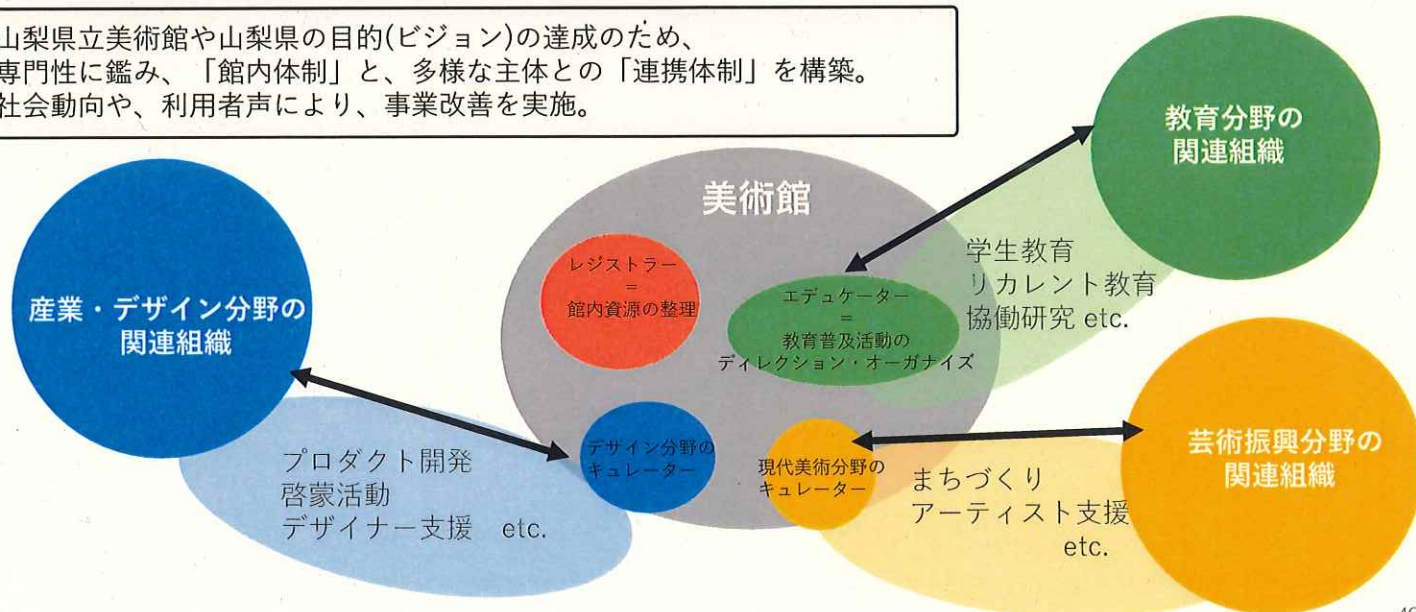 山梨県立美術館や山梨県の目的(ビジョン)の達成のため、
専門性に鑑み、「館内体制」と、多様な主体との「連携体制」を構築。
社会動向や、利用者声により、事業改善を実施。
教育分野の
関連組織
美術館
レジストラー
=
館内資源の整理
エデュケーター
=
教育普及活動の
ディレクション・オーガナイズ
学生教育
リカレント教育
協働研究 etc.
産業・デザイン分野の
関連組織
デザイン分野の
キュレーター
現代美術分野の
キュレーター
プロダクト開発
啓蒙活動
デザイナー支援 etc.
まちづくり
アーティスト支援
etc.
芸術振興分野の
関連組織